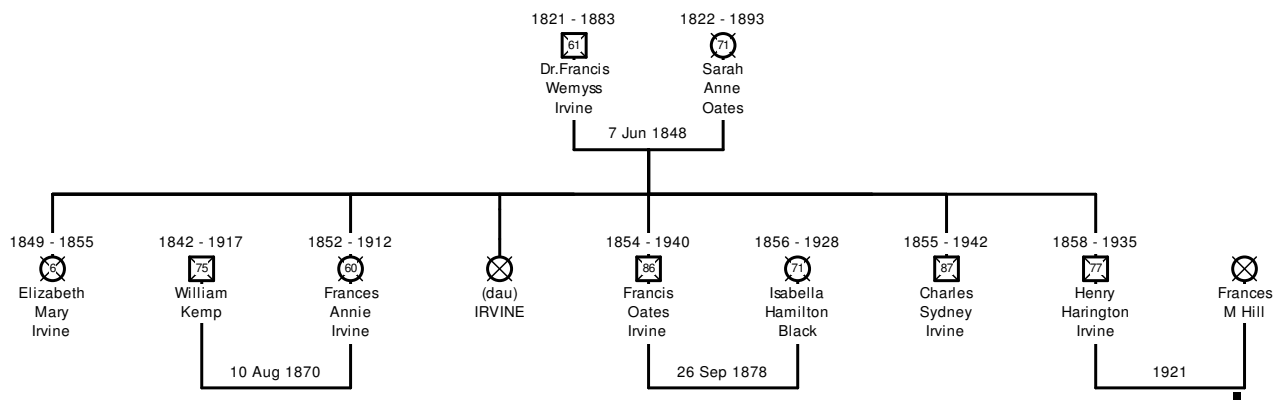 1821 - 1883
1822 - 1893
61
71
Dr.Francis
Wemyss
Irvine
Sarah
Anne
Oates
7 Jun 1848
1849 - 1855
1842 - 1917
1852 - 1912
1854 - 1940
1856 - 1928
1855 - 1942
1858 - 1935
6
75
60
86
71
87
77
Elizabeth
Mary
Irvine
William
Kemp
Frances
Annie
Irvine
(dau)
IRVINE
Francis
Oates
Irvine
Isabella
Hamilton
Black
Charles
Sydney
Irvine
Henry
Harington
Irvine
Frances
M Hill
10 Aug 1870
26 Sep 1878
1921